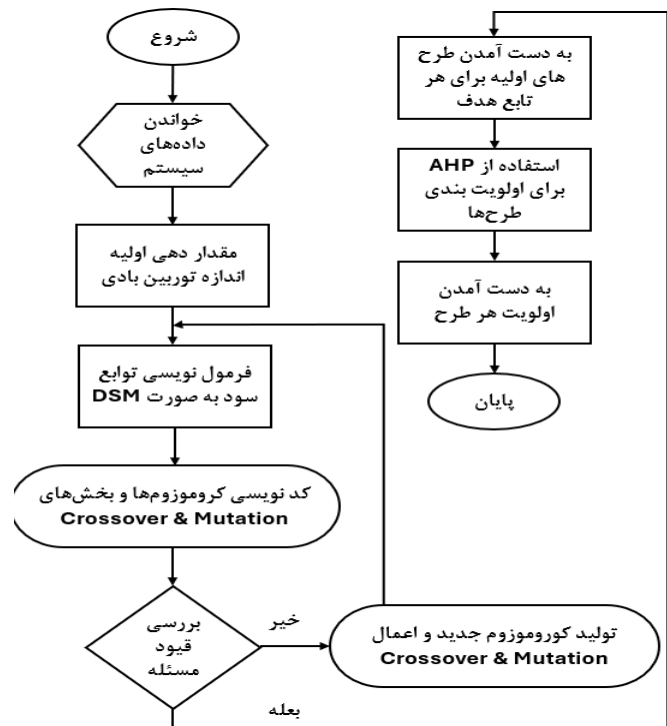 شروع
خواندن
داده‌های
سیستم
مقدار دهی اولیه
اندازه توربین بادی
فرمول نویسی توابع
سود به صورت DSM
کد نویسی کروموزوم‌ها و بخش‌های
Crossover & Mutation
بررسی
قیود
مسئله
خیر
تولید کوروموزوم جدید و اعمال
Crossover & Mutation
بعله
به دست آمدن طرح
های اولیه برای هر
تابع هدف
استفاده از AHP
برای اولویت بندی
طرح‌ها
به دست آمدن
اولویت هر طرح
پایان